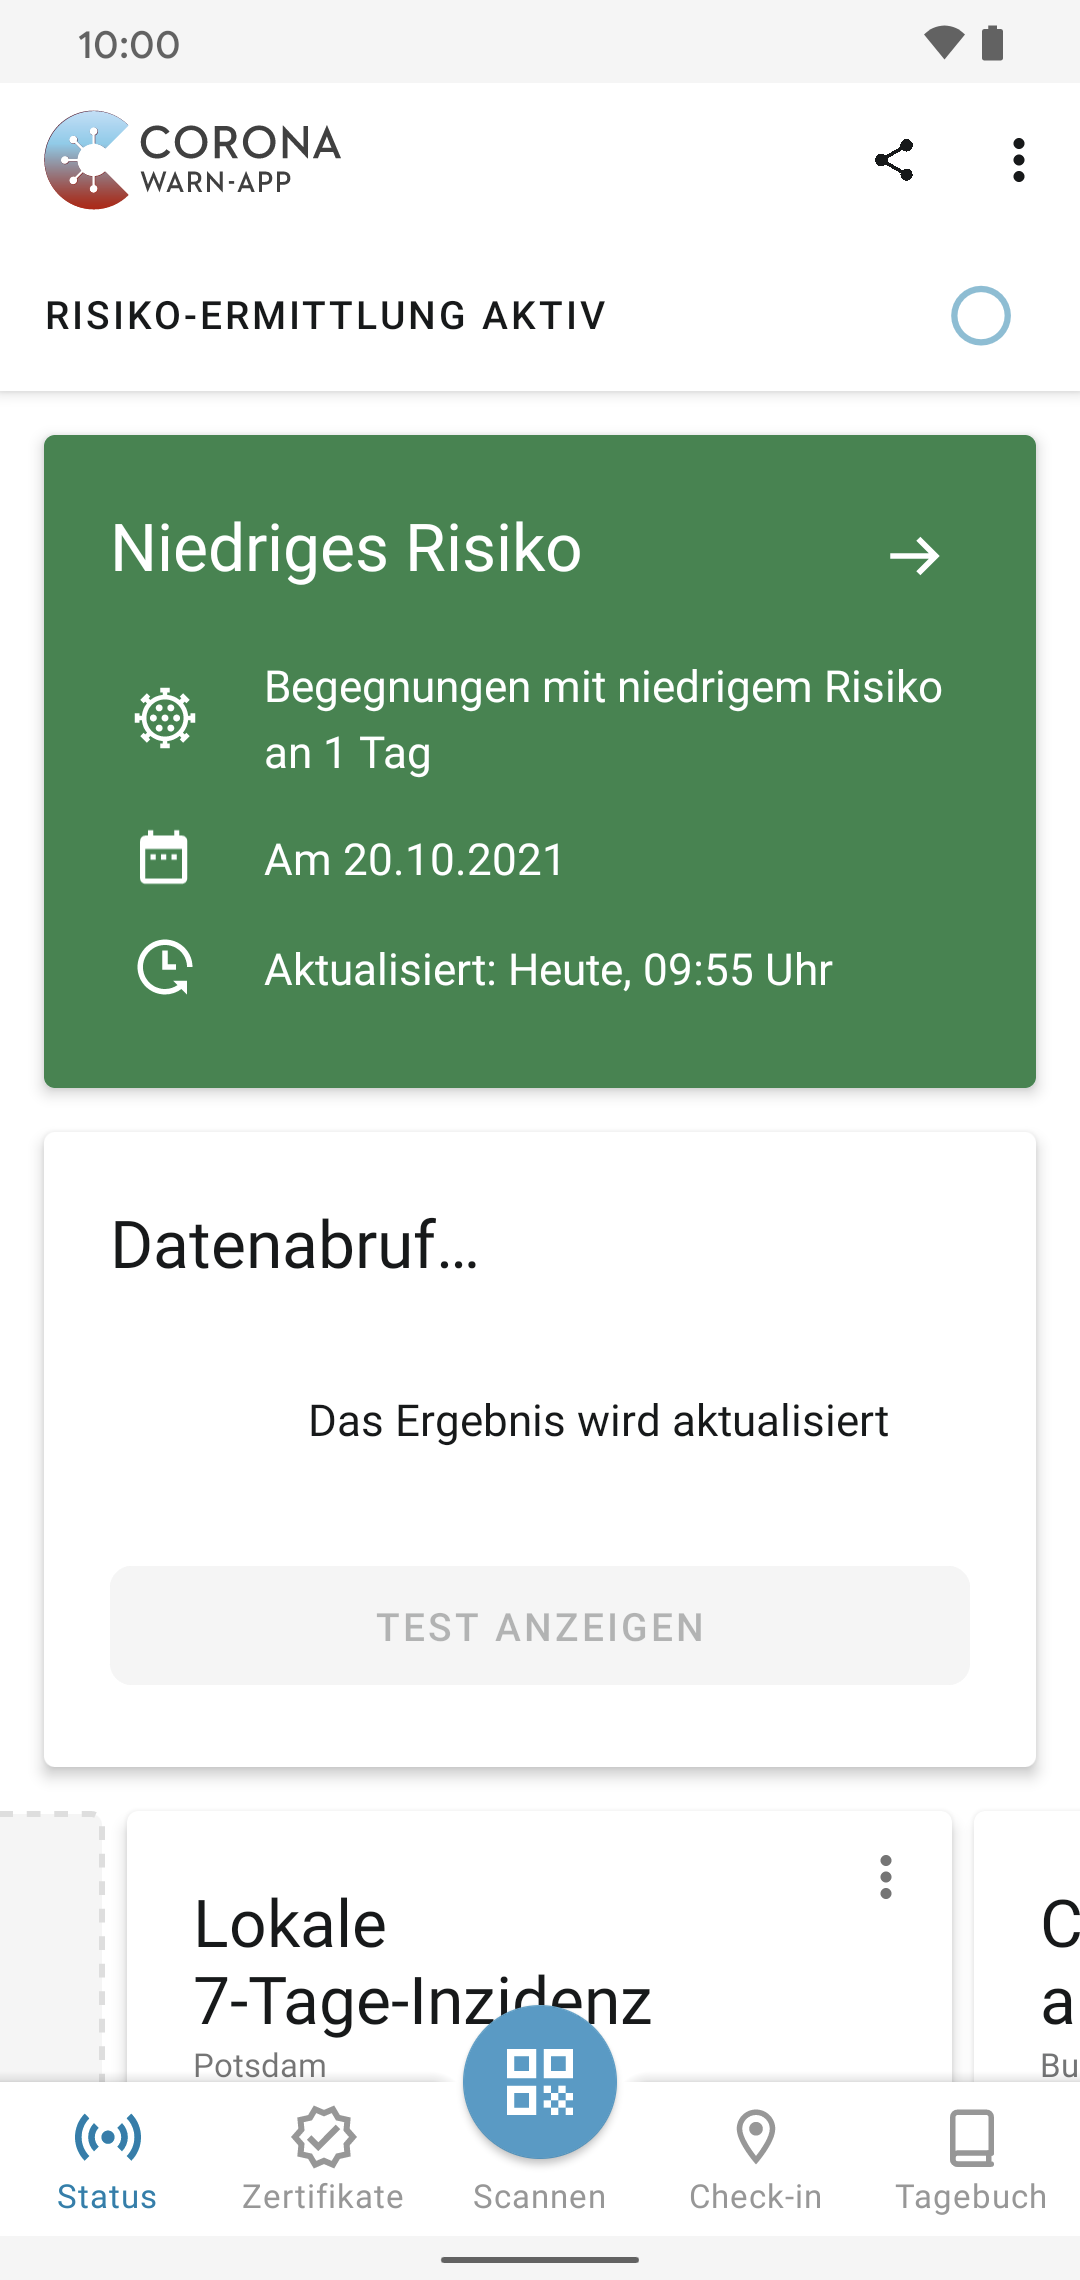 10:00
CORONA
WARN-APP
RISIKO-ERMITTLUNG AKTIV
Niedriges Risiko
Begegnungen mit niedrigem Risiko
an 1 Tag
Am 20.10.2021
Aktualisiert: Heute, 09:55 Uhr
Datenabruf…
Das Ergebnis wird aktualisiert
TEST ANZEIGEN
Lokale
7-Tage-Inzidenz
Potsdam
Status
Zertifikate
Scannen
Check-in
Tagebuch